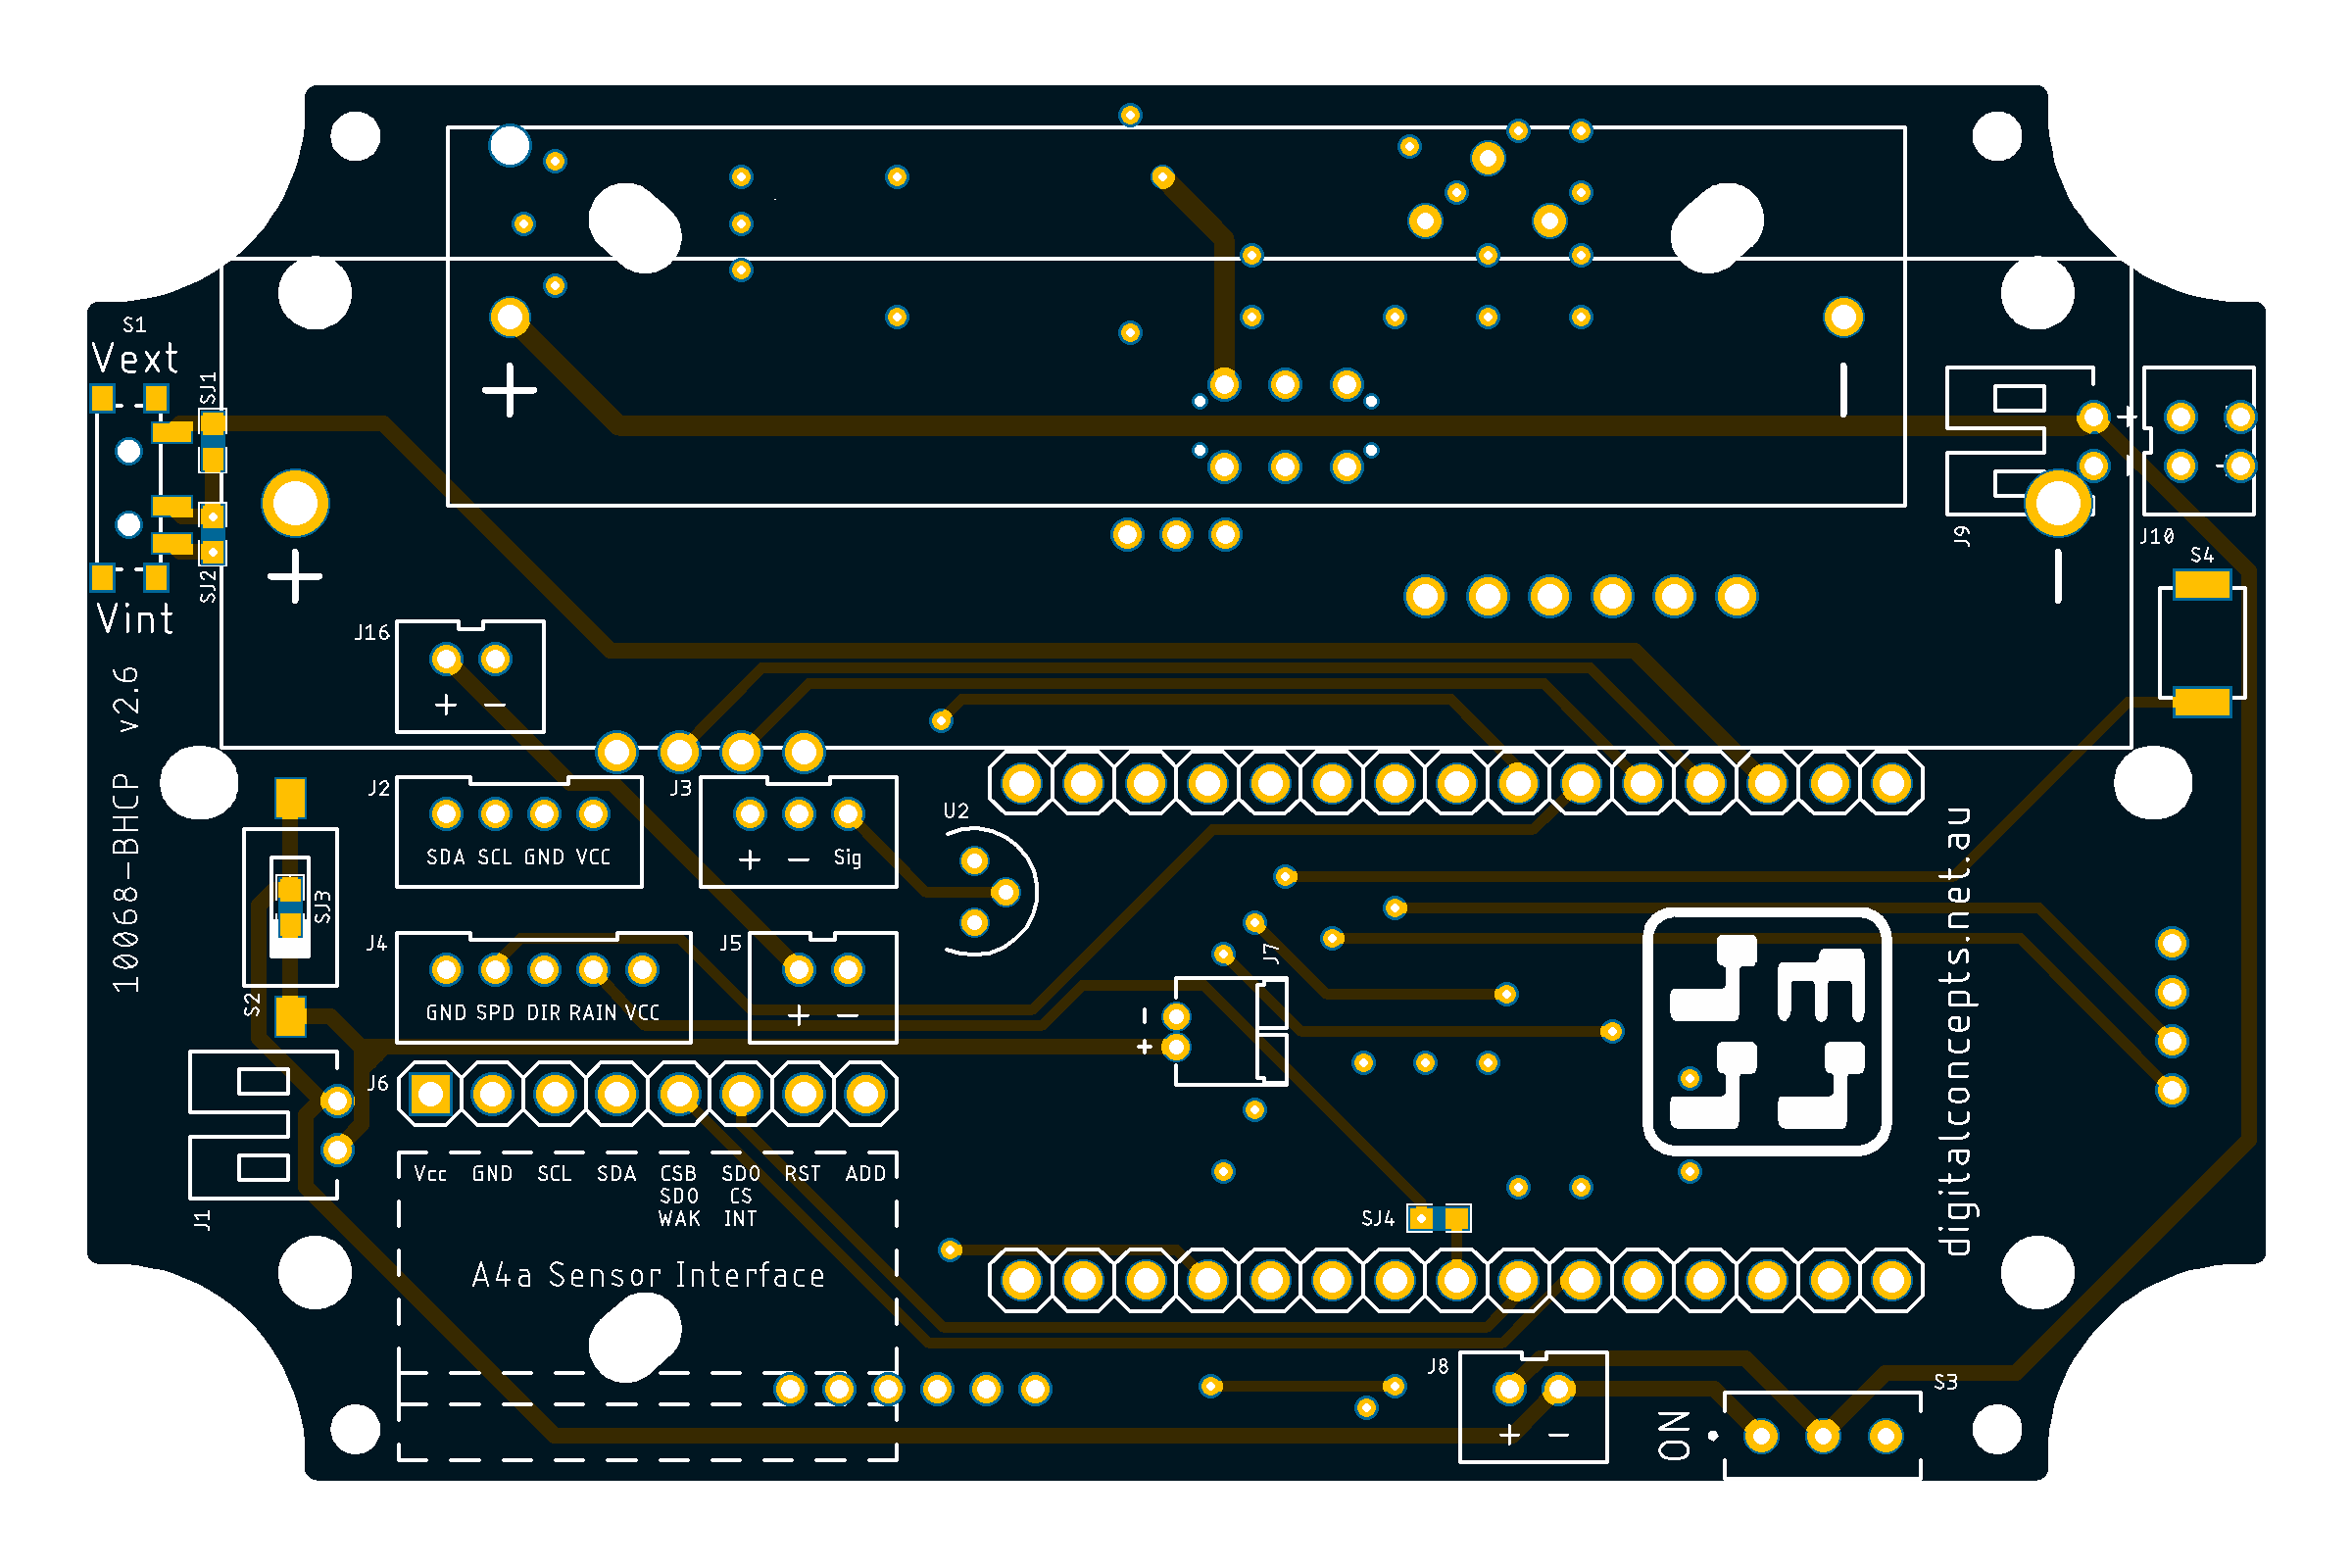 S1
Vext
SJ1
+
−
+
−
J9
J10
S4
SJ2
Vint
+
−
J16
+ −
10068-BHCP v2.6
J2
SDA SCL GND VCC
J3
+ − Sig
U2
SJ3
S2
J4
GND SPD DIR RAIN VCC
J5
+ −
J7
−
+
digitalconcepts.net.au
J6
Vcc GND SCL SDA CSB SDO RST ADD
SDO CS
WAK INT
J1
SJ4
A4a Sensor Interface
J8
+ −
S3
ON